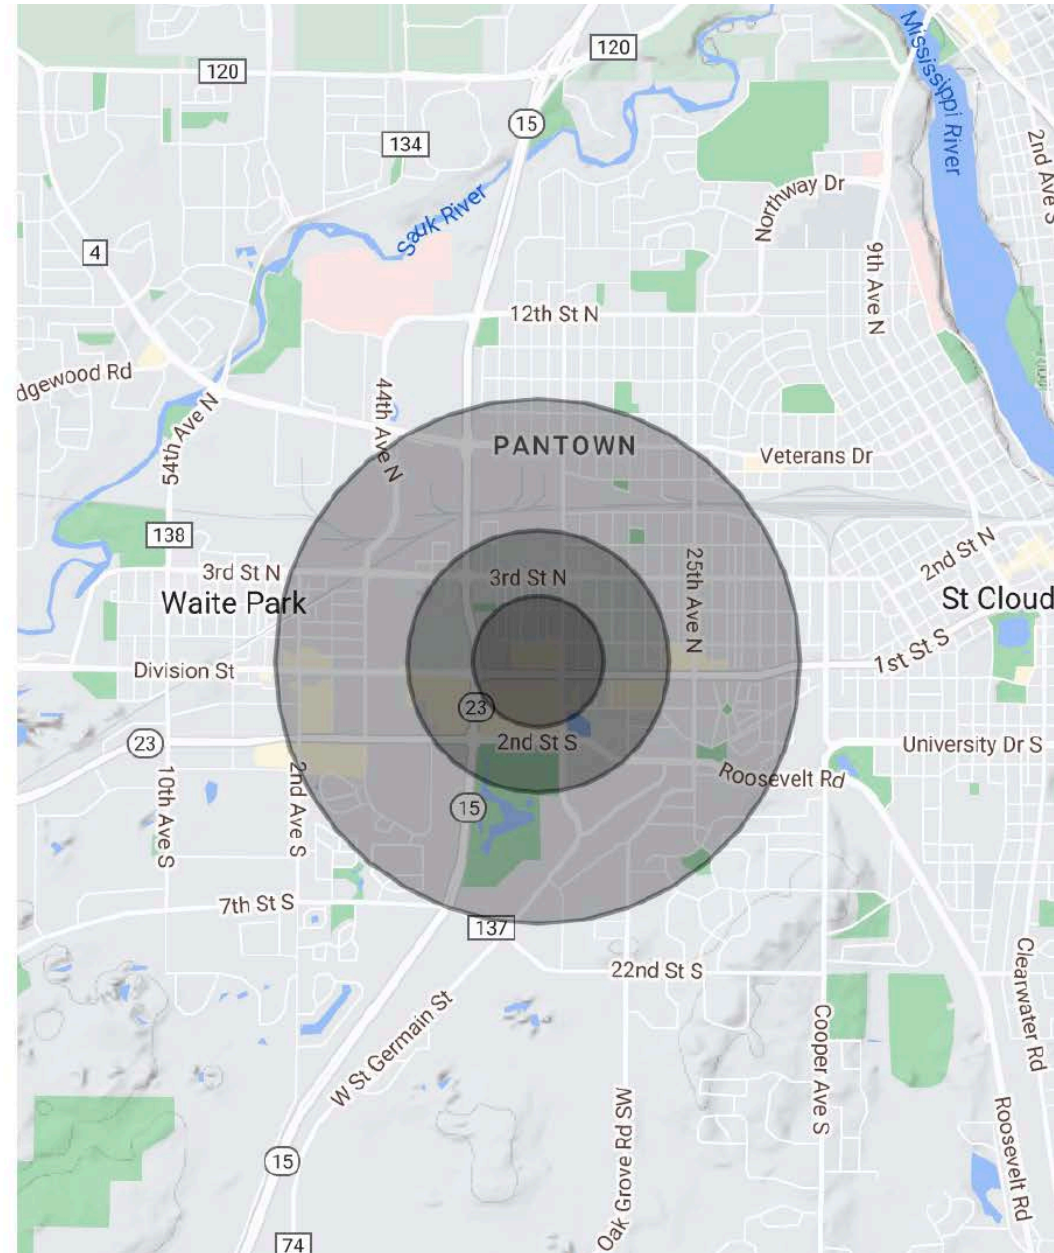 Mississippi River
120
120
2nd Ave S
15
134
Northway Dr
Sauk River
4
9th Ave N
12th St N
dgewood Rd
44th Ave N
54th Ave N
PANTOWN
Veterans Dr
138
2nd St N
25th Ave N
3rd St N
3rd St N
Waite Park
St Cloud
1st St S
Division St
23
23
2nd St S
University Dr S
10th Ave S
2nd Ave S
Roosevelt Rd
15
7th St S
137
22nd St S
Clearwater Rd
W St Germain St
Cooper Ave S
Oak Grove Rd SW
Roosevelt Rd
15
74